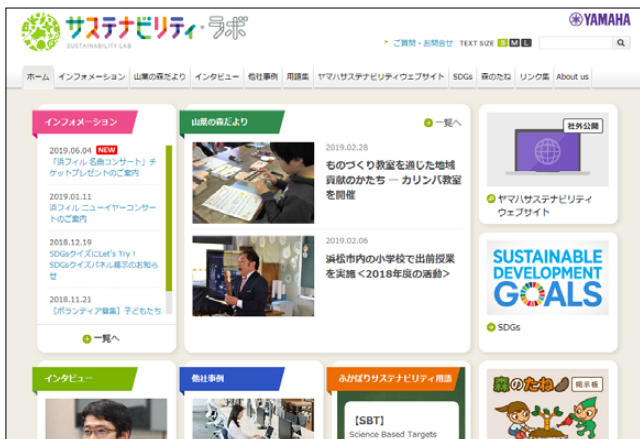 サステナビリティ・ラボ
SUSTAINABILITY LAB
YAMAHA
ご質問・お問合せ TEXT SIZE S M L
ホーム インフォメーション 山葉の森だより インタビュー 他社事例 用語集 ヤマハサステナビリティウェブサイト SDGs 森のたね リンク集 About us
インフォメーション
2019.06.04 NEW
「浜フィル 名曲コンサート」チ
ケットプレゼントのご案内
2019.01.11
浜フィル ニューイヤーコンサー
トのご案内
2018.12.19
SDGsクイズにLet's Try！
SDGsクイズパネル掲示のお知ら
せ
2018.11.21
【ボランティア募集】子どもたち
一覧へ
山葉の森だより
一覧へ
2019.02.28
ものづくり教室を通じた地域
貢献のかたち ― カリンバ教室
を開催
2019.02.06
浜松市内の小学校で出前授業
を実施＜2018年度の活動＞
社外公開
ヤマハサステナビリティ
ウェブサイト
SUSTAINABLE
DEVELOPMENT
GOALS
SDGs
インタビュー
他社事例
ふかぼりサステナビリティ用語
【SBT】
Science Based Targets
森のたね 掲示板